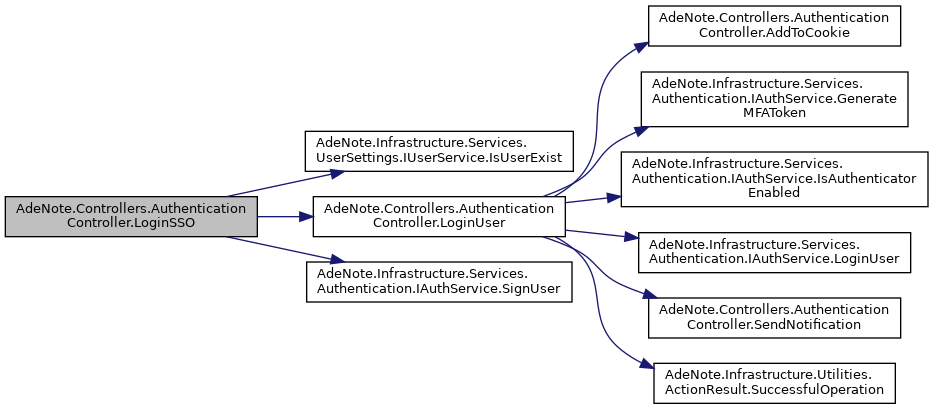 AdeNote.Controllers.Authentication
Controller.LoginSSO
AdeNote.Infrastructure.Services.
UserSettings.IUserService.IsUserExist
AdeNote.Controllers.Authentication
Controller.LoginUser
AdeNote.Infrastructure.Services.
Authentication.IAuthService.SignUser
AdeNote.Controllers.Authentication
Controller.AddToCookie
AdeNote.Infrastructure.Services.
Authentication.IAuthService.Generate
MFAToken
AdeNote.Infrastructure.Services.
Authentication.IAuthService.IsAuthenticator
Enabled
AdeNote.Infrastructure.Services.
Authentication.IAuthService.LoginUser
AdeNote.Controllers.Authentication
Controller.SendNotification
AdeNote.Infrastructure.Utilities.
ActionResult.SuccessfulOperation